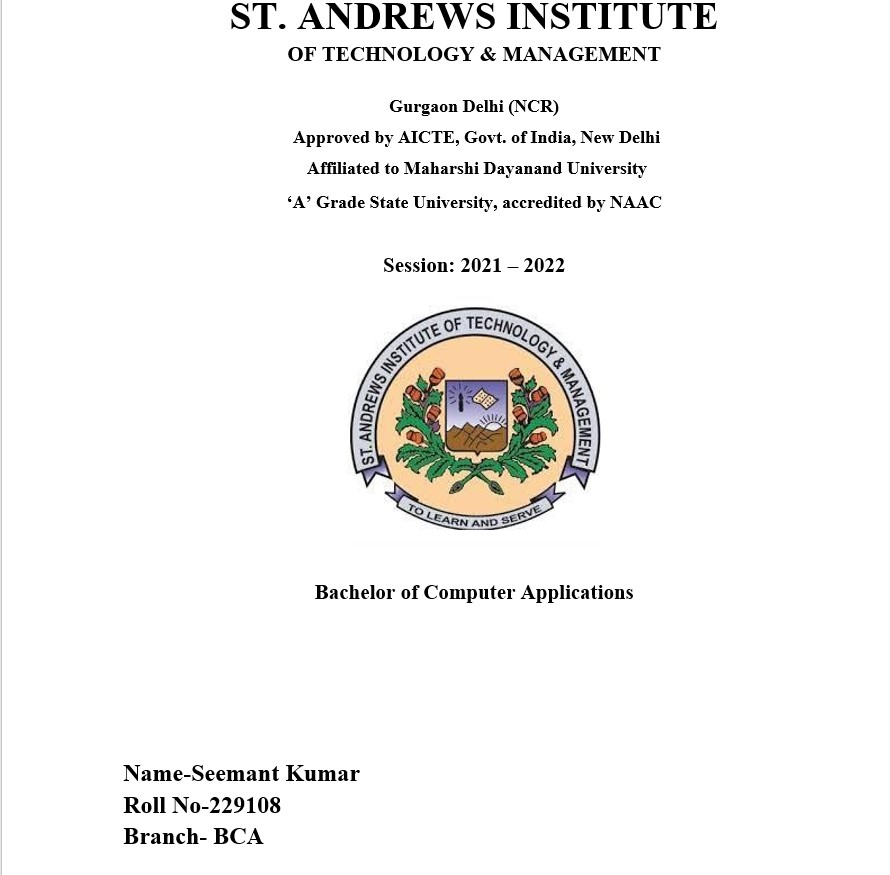 ST. ANDREWS INSTITUTE
OF TECHNOLOGY & MANAGEMENT
Gurgaon Delhi (NCR)
Approved by AICTE, Govt. of India, New Delhi
Affiliated to Maharshi Dayanand University
‘A’ Grade State University, accredited by NAAC
Session: 2021 – 2022
ST. ANDREWS INSTITUTE OF TECHNOLOGY & MANAGEMENT
TO LEARN AND SERVE
Bachelor of Computer Applications
Name-Seemant Kumar
Roll No-229108
Branch- BCA